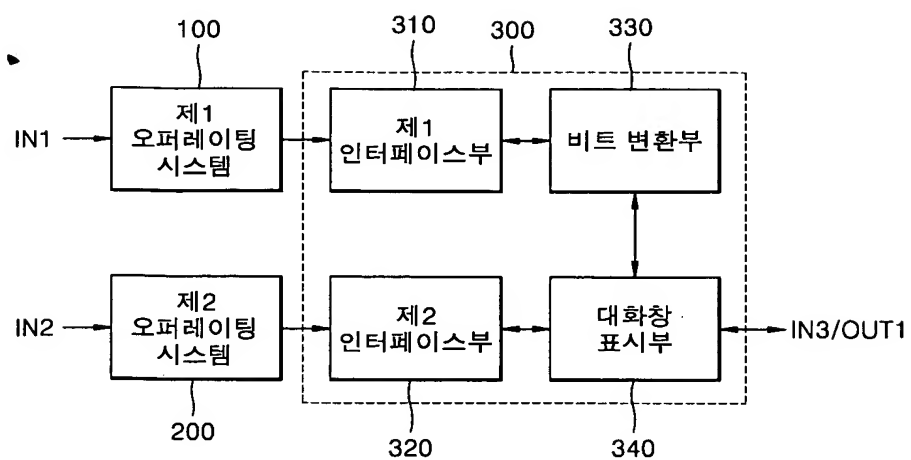 100
310
300
330
IN1
제1
오퍼레이팅
시스템
제1
인터페이스부
비트 변환부
IN2
제2
오퍼레이팅
시스템
제2
인터페이스부
대화창
표시부
IN3/OUT1
200
320
340